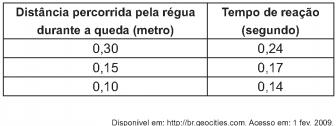 Distância percorrida pela régua Tempo de reação
durante a queda (metro) (segundo)
0,30 0,24
0,15 0,17
0,10 0,14
Disponível em: http://br.geocities.com. Acesso em: 1 fev. 2009.